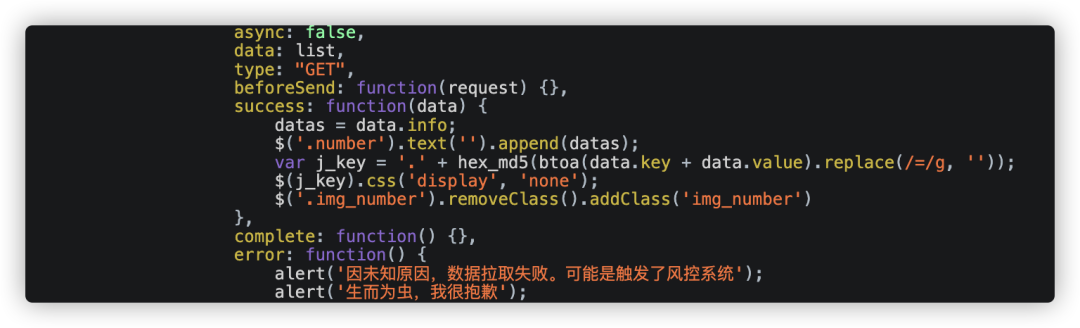 async: false,
data: list,
type: "GET",
beforeSend: function(request) {},
success: function(data) {
datas = data.info;
$('.number').text('').append(datas);
var j_key = '.' + hex_md5(btoa(data.key + data.value).replace(/=/g, ''));
$(j_key).css('display', 'none');
$('.img_number').removeClass().addClass('img_number')
},
complete: function() {},
error: function() {
alert('因未知原因，数据拉取失败。可能是触发了风控系统');
alert('生而为虫，我很抱歉');